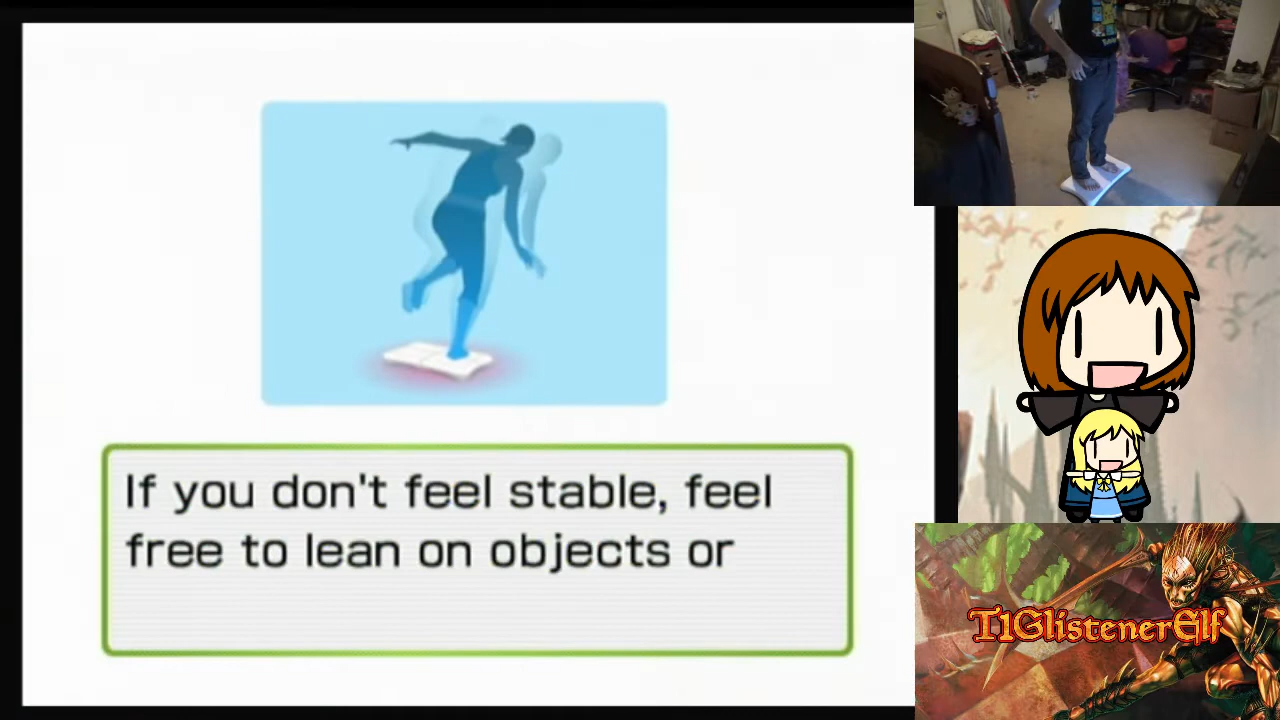 If you don't feel stable, feel
free to lean on objects or
T1GlistenerElf